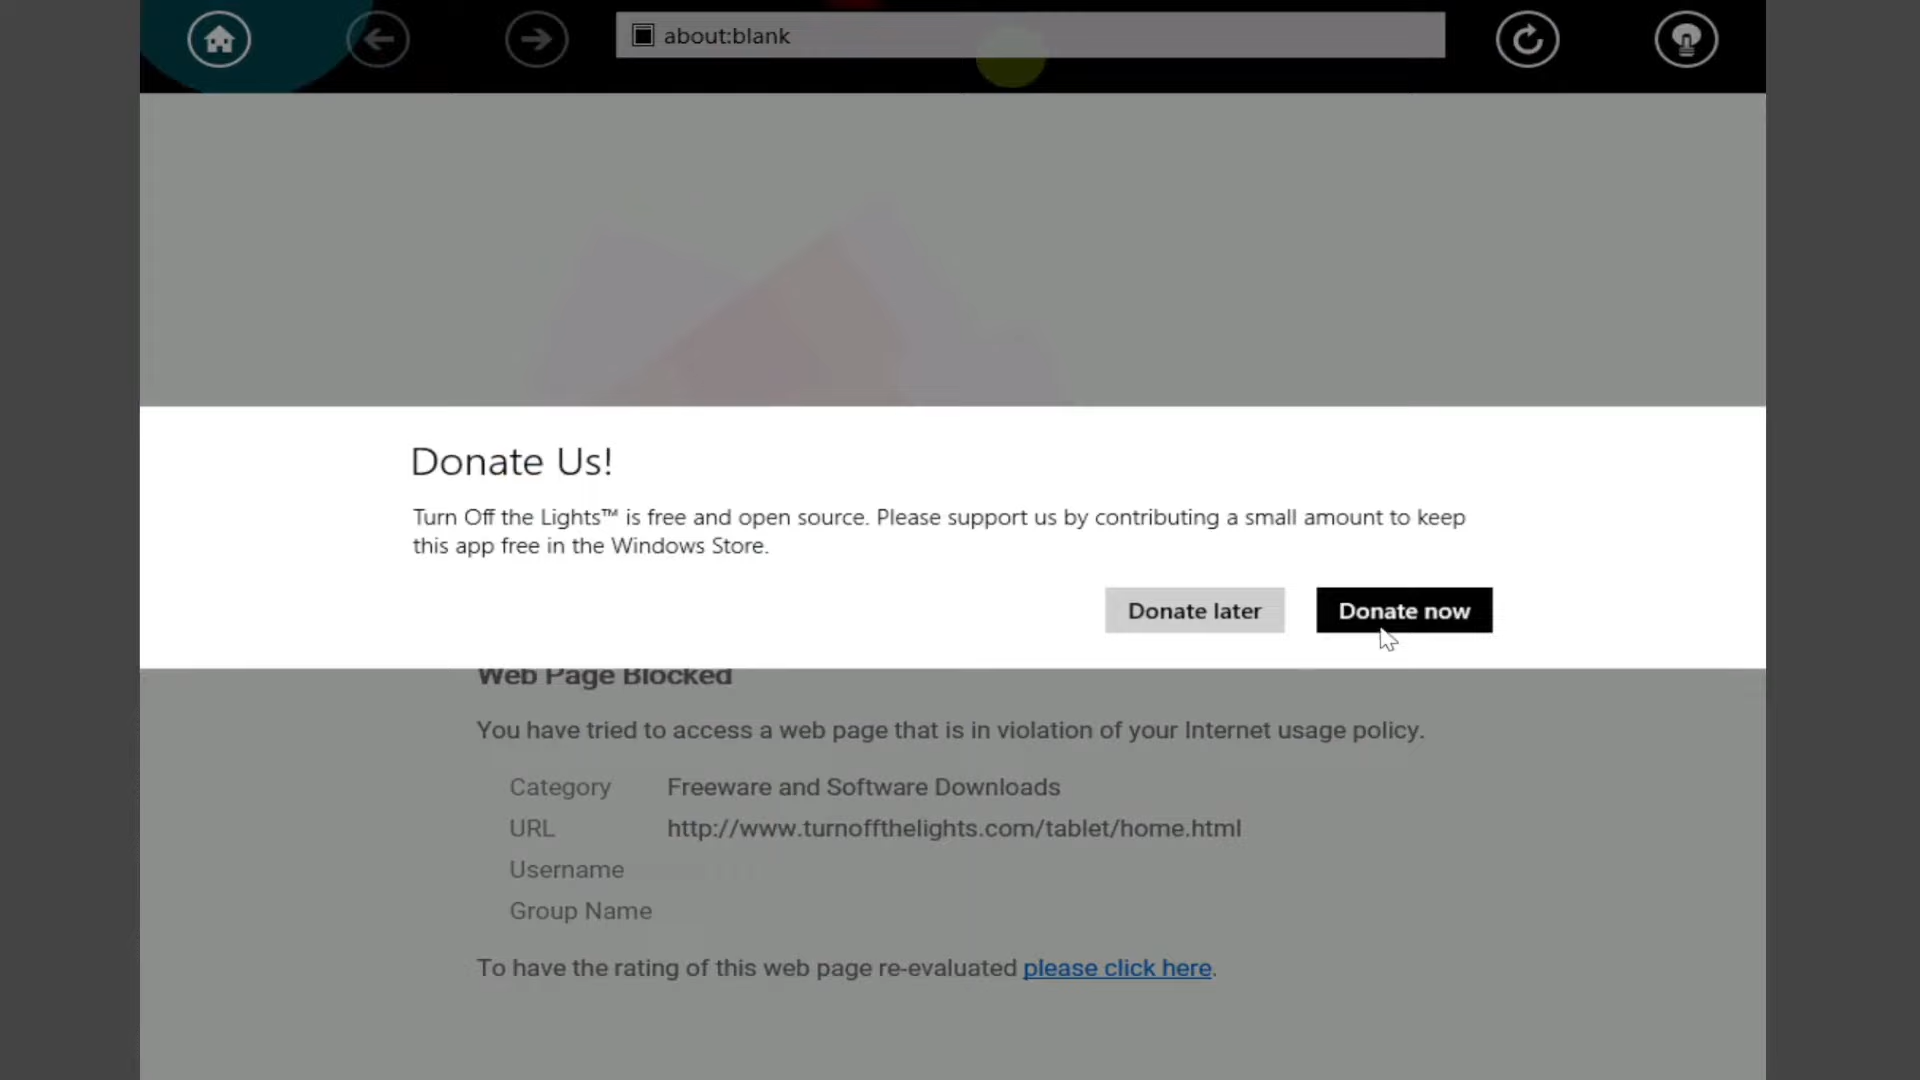 about:blank
Donate Us!
Turn Off the Lights™ is free and open source. Please support us by contributing a small amount to keep
this app free in the Windows Store.
Donate later
Donate now
Web Page Blocked
You have tried to access a web page that is in violation of your Internet usage policy.
Category Freeware and Software Downloads
URL http://www.turnoffthelights.com/tablet/home.html
Username
Group Name
To have the rating of this web page re-evaluated please click here.